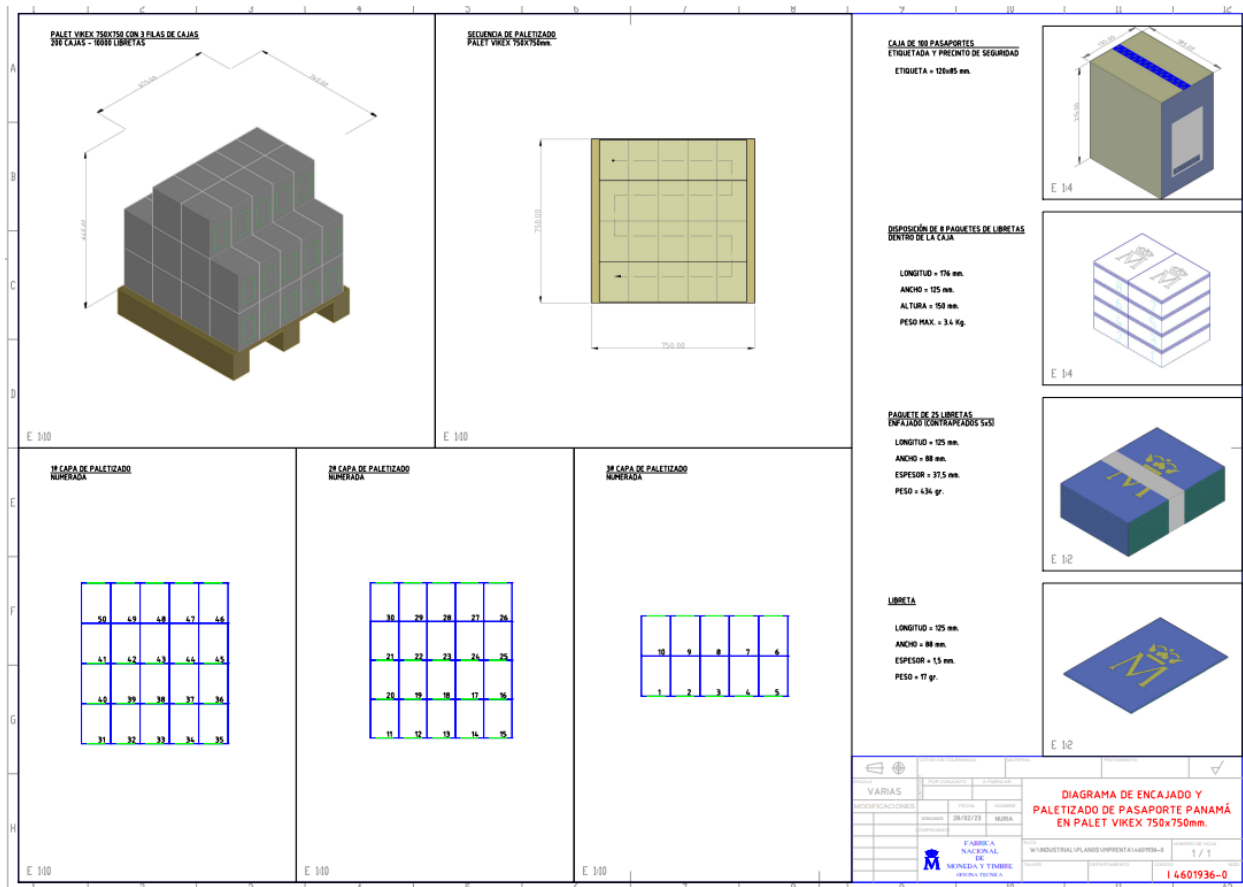 PALET VIKEX 750X750 CON 3 FILAS DE CAJAS
200 CAJAS - 10000 LIBRETAS
E 1:10
SECUENCIA DE PALETIZADO
PALET VIKEX 750X750mm.
750.00
750.00
E 1:10
CAJA DE 100 PASAPORTES
ETIQUETADA Y PRECINTO DE SEGURIDAD
ETIQUETA = 120x85 mm.
E 1:4
DISPOSICIÓN DE 8 PAQUETES DE LIBRETAS
DENTRO DE LA CAJA
LONGITUD = 176 mm.
ANCHO = 125 mm.
ALTURA = 150 mm.
PESO MAX. = 3.4 Kg.
E 1:4
PAQUETE DE 25 LIBRETAS
ENFAJADO (CONTRAPEADOS 5x5)
LONGITUD = 125 mm.
ANCHO = 88 mm.
ESPESOR = 37,5 mm.
PESO = 434 gr.
E 1:2
LIBRETA
LONGITUD = 125 mm.
ANCHO = 88 mm.
ESPESOR = 1,5 mm.
PESO = 17 gr.
E 1:2
1ª CAPA DE PALETIZADO
NUMERADA
50 49 48 47 46
41 42 43 44 45
40 39 38 37 36
31 32 33 34 35
E 1:10
2ª CAPA DE PALETIZADO
NUMERADA
30 29 28 27 26
21 22 23 24 25
20 19 18 17 16
11 12 13 14 15
3ª CAPA DE PALETIZADO
NUMERADA
10 9 8 7 6
1 2 3 4 5
E 1:10
VARIAS
MODIFICACIONES
FECHA
28/02/23 NURIA
DIAGRAMA DE ENCAJADO Y
PALETIZADO DE PASAPORTE PANAMÁ
EN PALET VIKEX 750x750mm.
FABRICA
NACIONAL
DE
MONEDA Y TIMBRE
OFICINA TECNICA
1 / 1
I 4601936-0
A
B
C
D
E
F
G
H